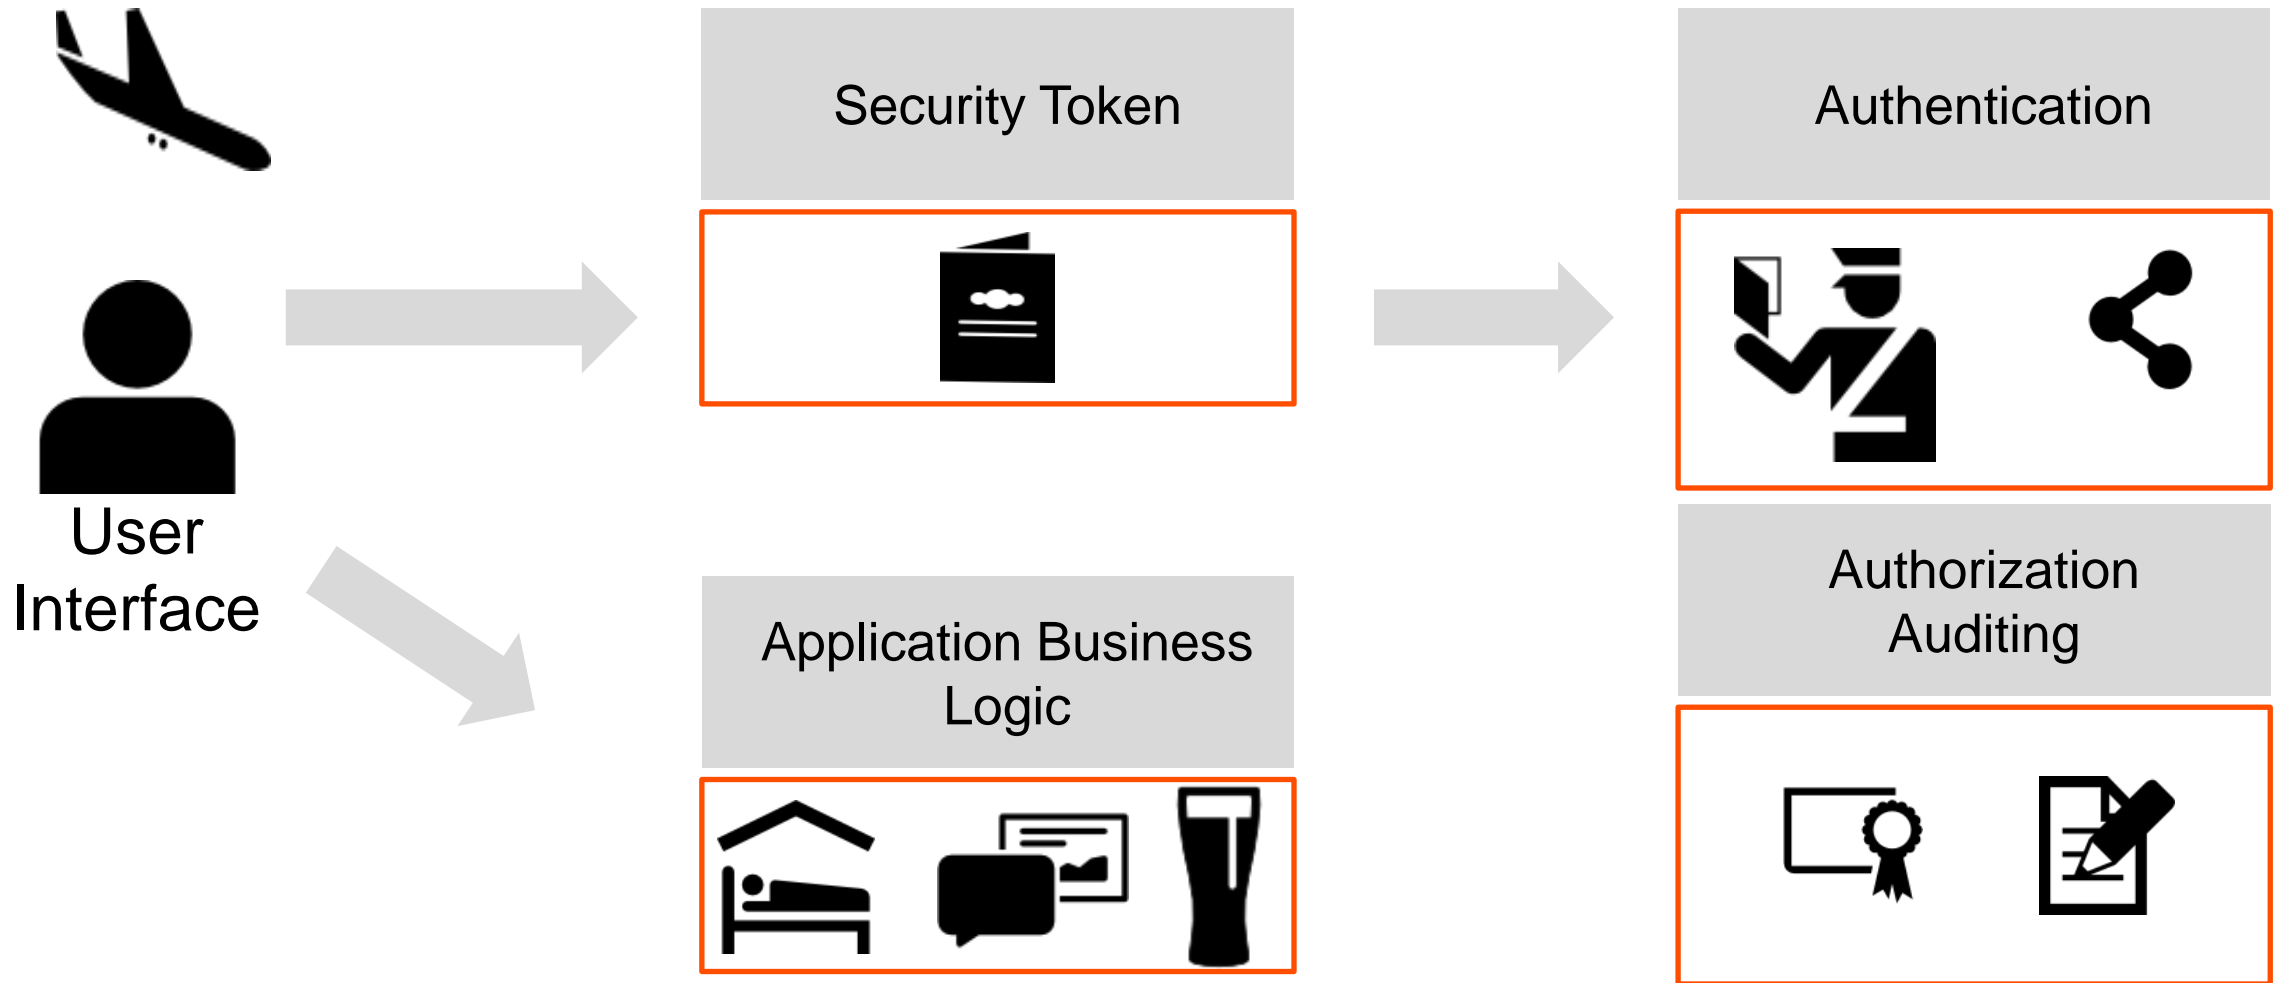 Security Token
Authentication
User
Interface
Application Business
Logic
Authorization
Auditing